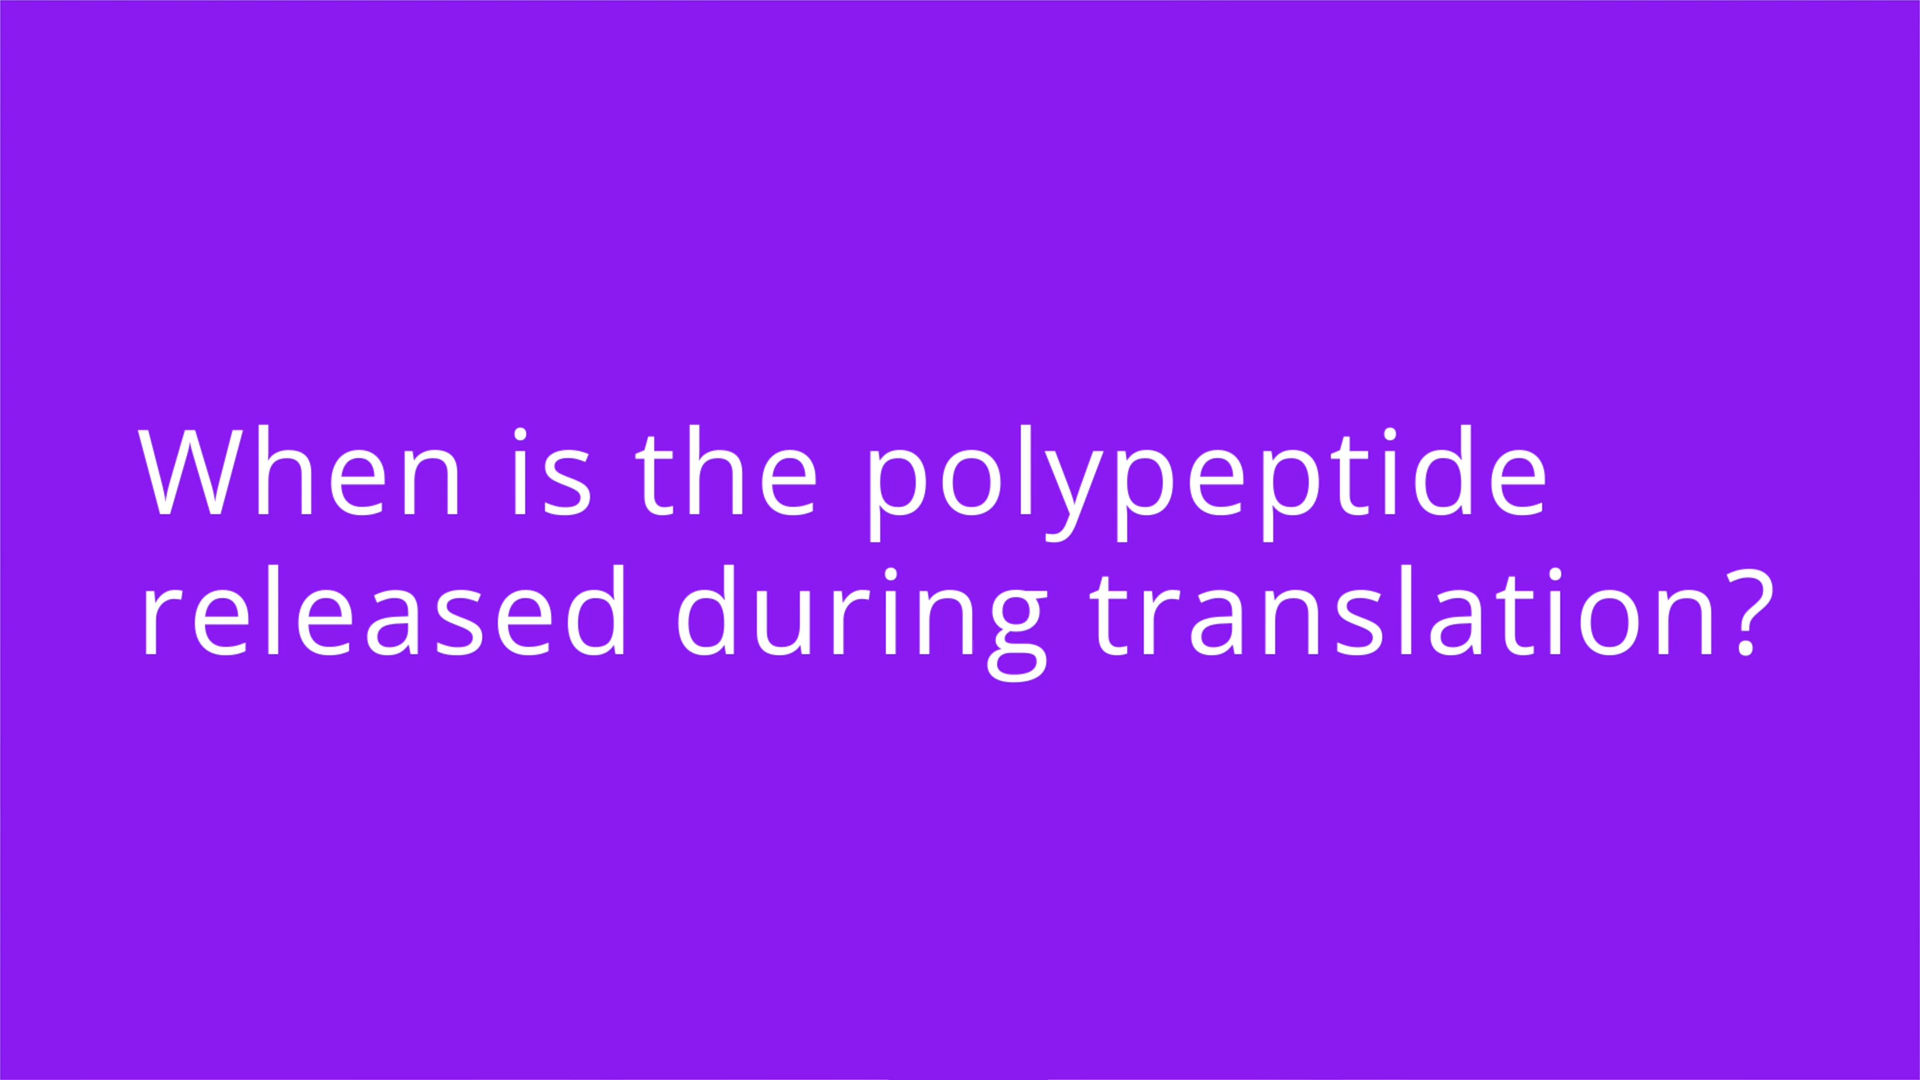 When is the polypeptide
released during translation?